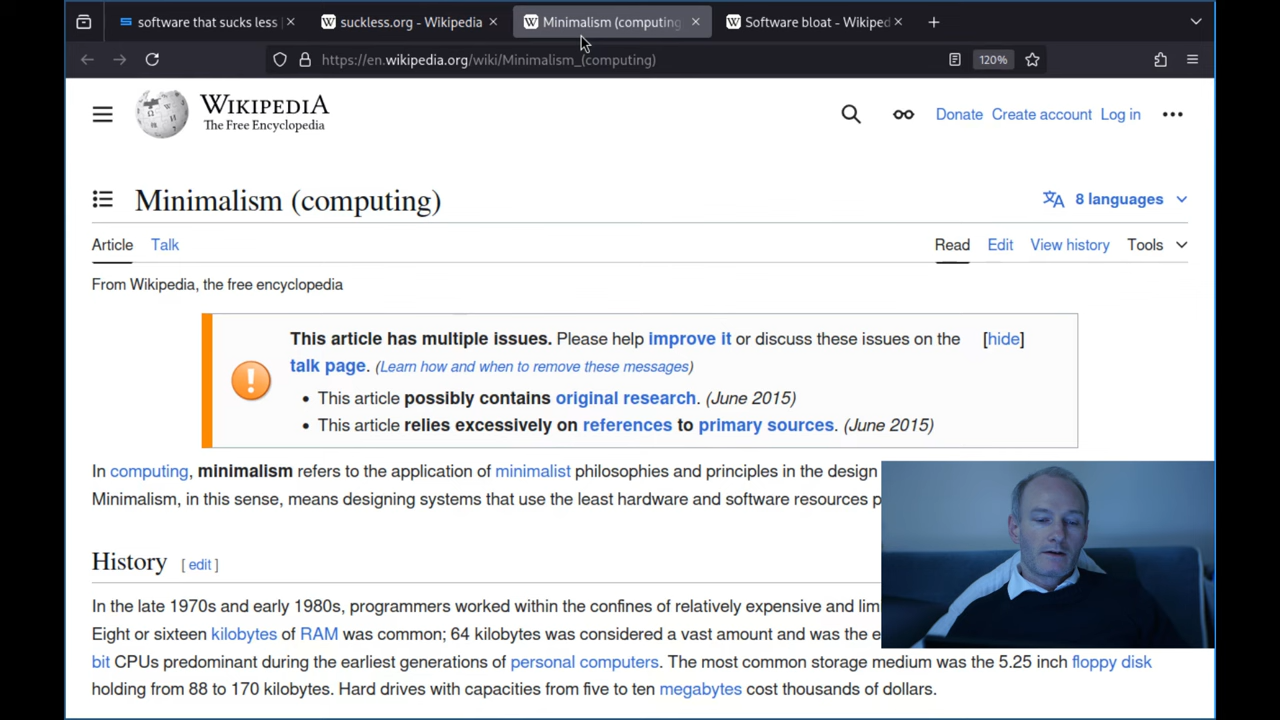 software that sucks less
suckless.org - Wikipedia
Minimalism (computing
Software bloat - Wikiped
https://en.wikipedia.org/wiki/Minimalism_(computing)
120%
WIKIPEDIA
The Free Encyclopedia
Donate Create account Log in
Minimalism (computing)
8 languages
Article Talk
Read Edit View history Tools
From Wikipedia, the free encyclopedia
This article has multiple issues. Please help improve it or discuss these issues on the [hide]
talk page. (Learn how and when to remove these messages)
• This article possibly contains original research. (June 2015)
• This article relies excessively on references to primary sources. (June 2015)
In computing, minimalism refers to the application of minimalist philosophies and principles in the design
Minimalism, in this sense, means designing systems that use the least hardware and software resources p
History [ edit ]
In the late 1970s and early 1980s, programmers worked within the confines of relatively expensive and lim
Eight or sixteen kilobytes of RAM was common; 64 kilobytes was considered a vast amount and was the e
bit CPUs predominant during the earliest generations of personal computers. The most common storage medium was the 5.25 inch floppy disk
holding from 88 to 170 kilobytes. Hard drives with capacities from five to ten megabytes cost thousands of dollars.